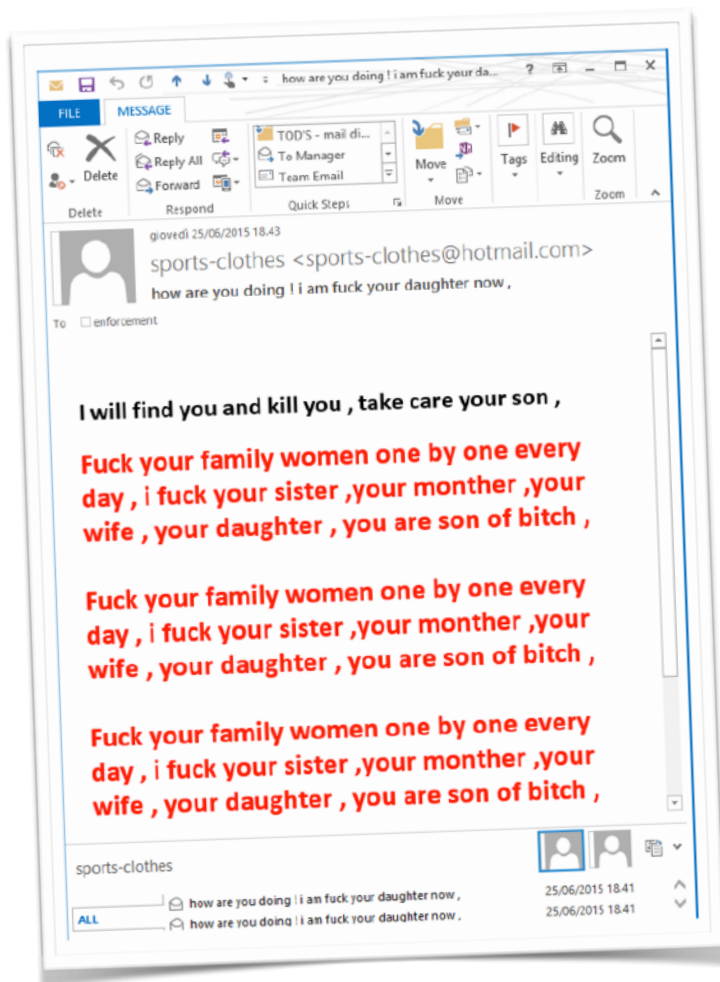 how are you doing ! i am fuck your da...
?
FILE
MESSAGE
Delete
Reply
Reply All
Forward
TOD'S - mail di...
To Manager
Team Email
Move
Tags
Editing
Zoom
Delete
Respond
Quick Steps
Move
Zoom
giovedì 25/06/2015 18.43
sports-clothes <sports-clothes@hotmail.com>
how are you doing ! i am fuck your daughter now ,
To enforcement
I will find you and kill you , take care your son ,
Fuck your family women one by one every
day , i fuck your sister ,your monther ,your
wife , your daughter , you are son of bitch ,
Fuck your family women one by one every
day , i fuck your sister ,your monther ,your
wife , your daughter , you are son of bitch ,
Fuck your family women one by one every
day , i fuck your sister ,your monther ,your
wife , your daughter , you are son of bitch ,
sports-clothes
ALL
how are you doing ! i am fuck your daughter now , 25/06/2015 18.41
how are you doing ! i am fuck your daughter now , 25/06/2015 18.41